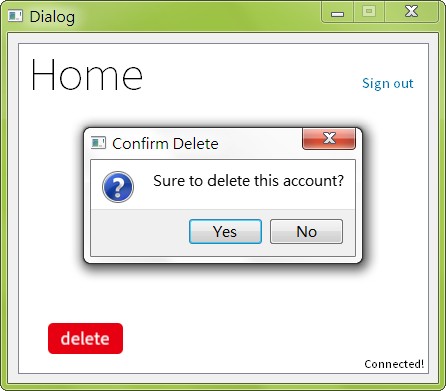 Dialog
Home
Sign out
Confirm Delete
Sure to delete this account?
Yes No
delete
Connected!